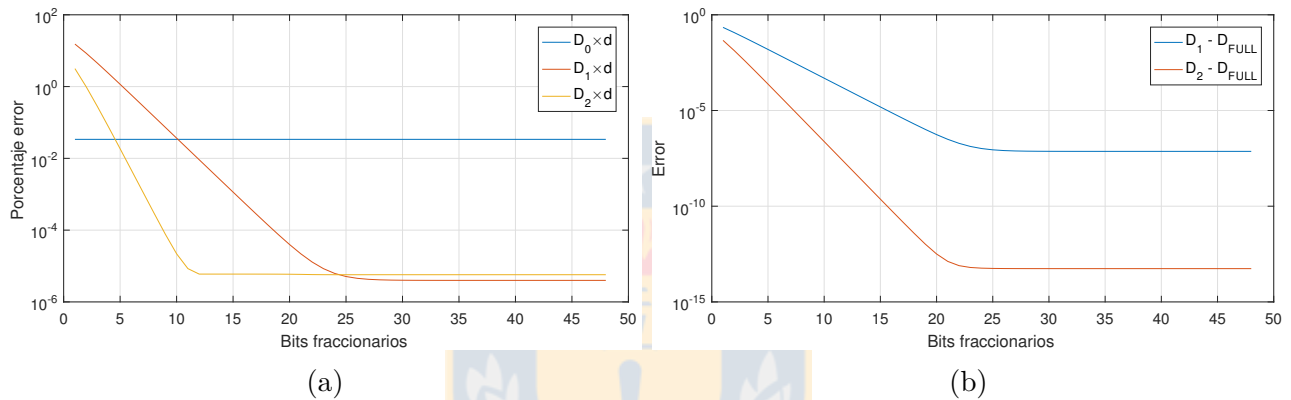 10^2
10^0
10^-2
10^-4
10^-6
Porcentaje error
0 5 10 15 20 25 30 35 40 45 50
Bits fraccionarios
D_0×d
D_1×d
D_2×d
(a)
10^0
10^-5
10^-10
10^-15
Error
0 5 10 15 20 25 30 35 40 45 50
Bits fraccionarios
D_1 - D_FULL
D_2 - D_FULL
(b)